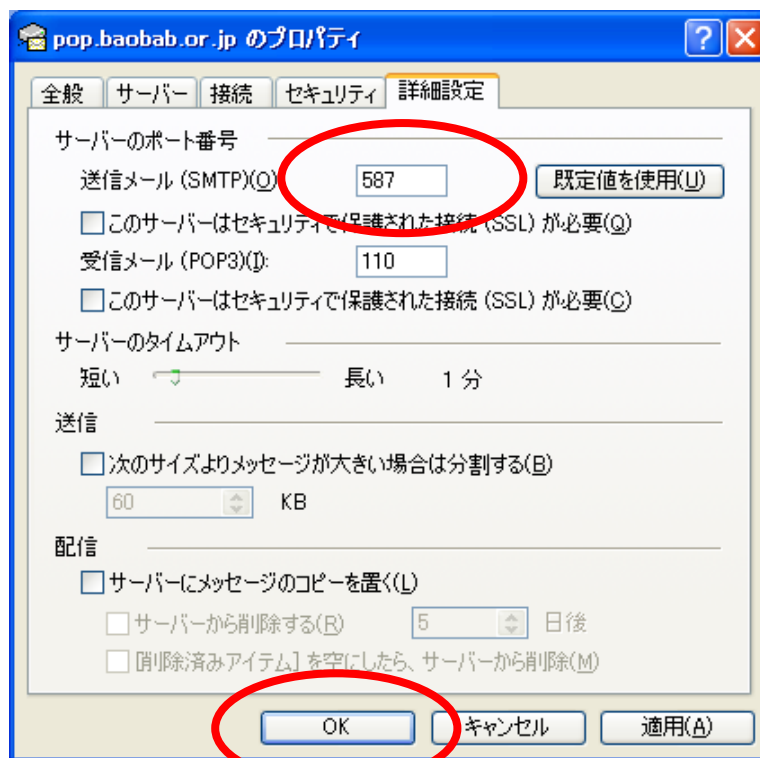 pop.baobab.or.jp のプロパティ
全般 サーバー 接続 セキュリティ 詳細設定
サーバーのポート番号
送信メール (SMTP)(O) 587 既定値を使用(U)
このサーバーはセキュリティで保護された接続 (SSL) が必要(Q)
受信メール (POP3)(I): 110
このサーバーはセキュリティで保護された接続 (SSL) が必要(C)
サーバーのタイムアウト
短い 長い 1 分
送信
次のサイズよりメッセージが大きい場合は分割する(B)
60 KB
配信
サーバーにメッセージのコピーを置く(L)
サーバーから削除する(R) 5 日後
[削除済みアイテム] を空にしたら、サーバーから削除(M)
OK キャンセル 適用(A)